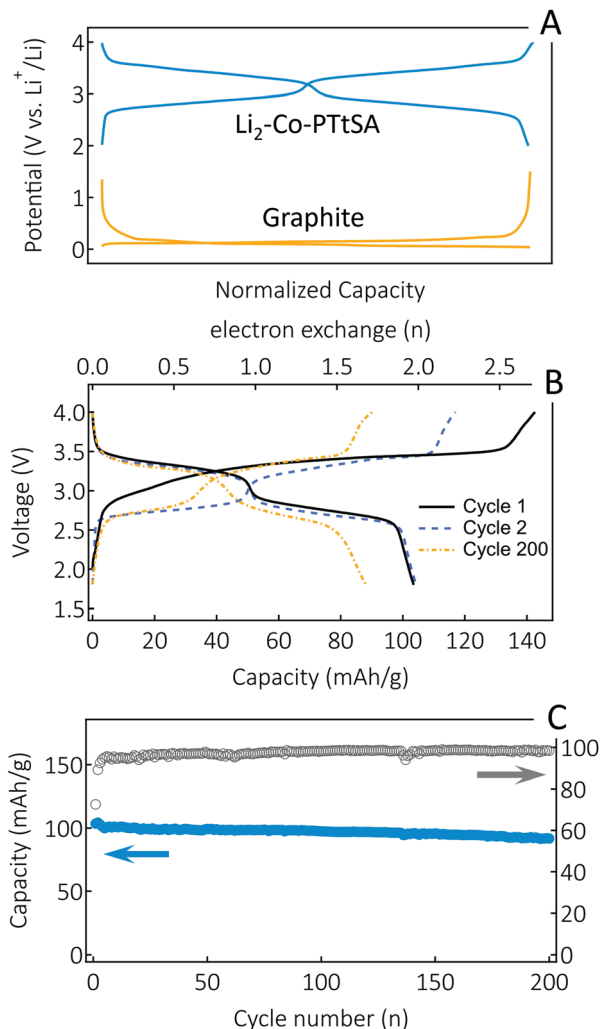 A
Potential (V vs. Li⁺/Li)
4
3
2
1
0
Li₂-Co-PTtSA
Graphite
Normalized Capacity
electron exchange (n)
0.0 0.5 1.0 1.5 2.0 2.5
B
Voltage (V)
4.0
3.5
3.0
2.5
2.0
1.5
Cycle 1
Cycle 2
Cycle 200
0 20 40 60 80 100 120 140
Capacity (mAh/g)
C
Capacity (mAh/g)
150
100
50
0
100
80
60
40
20
0
0 50 100 150 200
Cycle number (n)